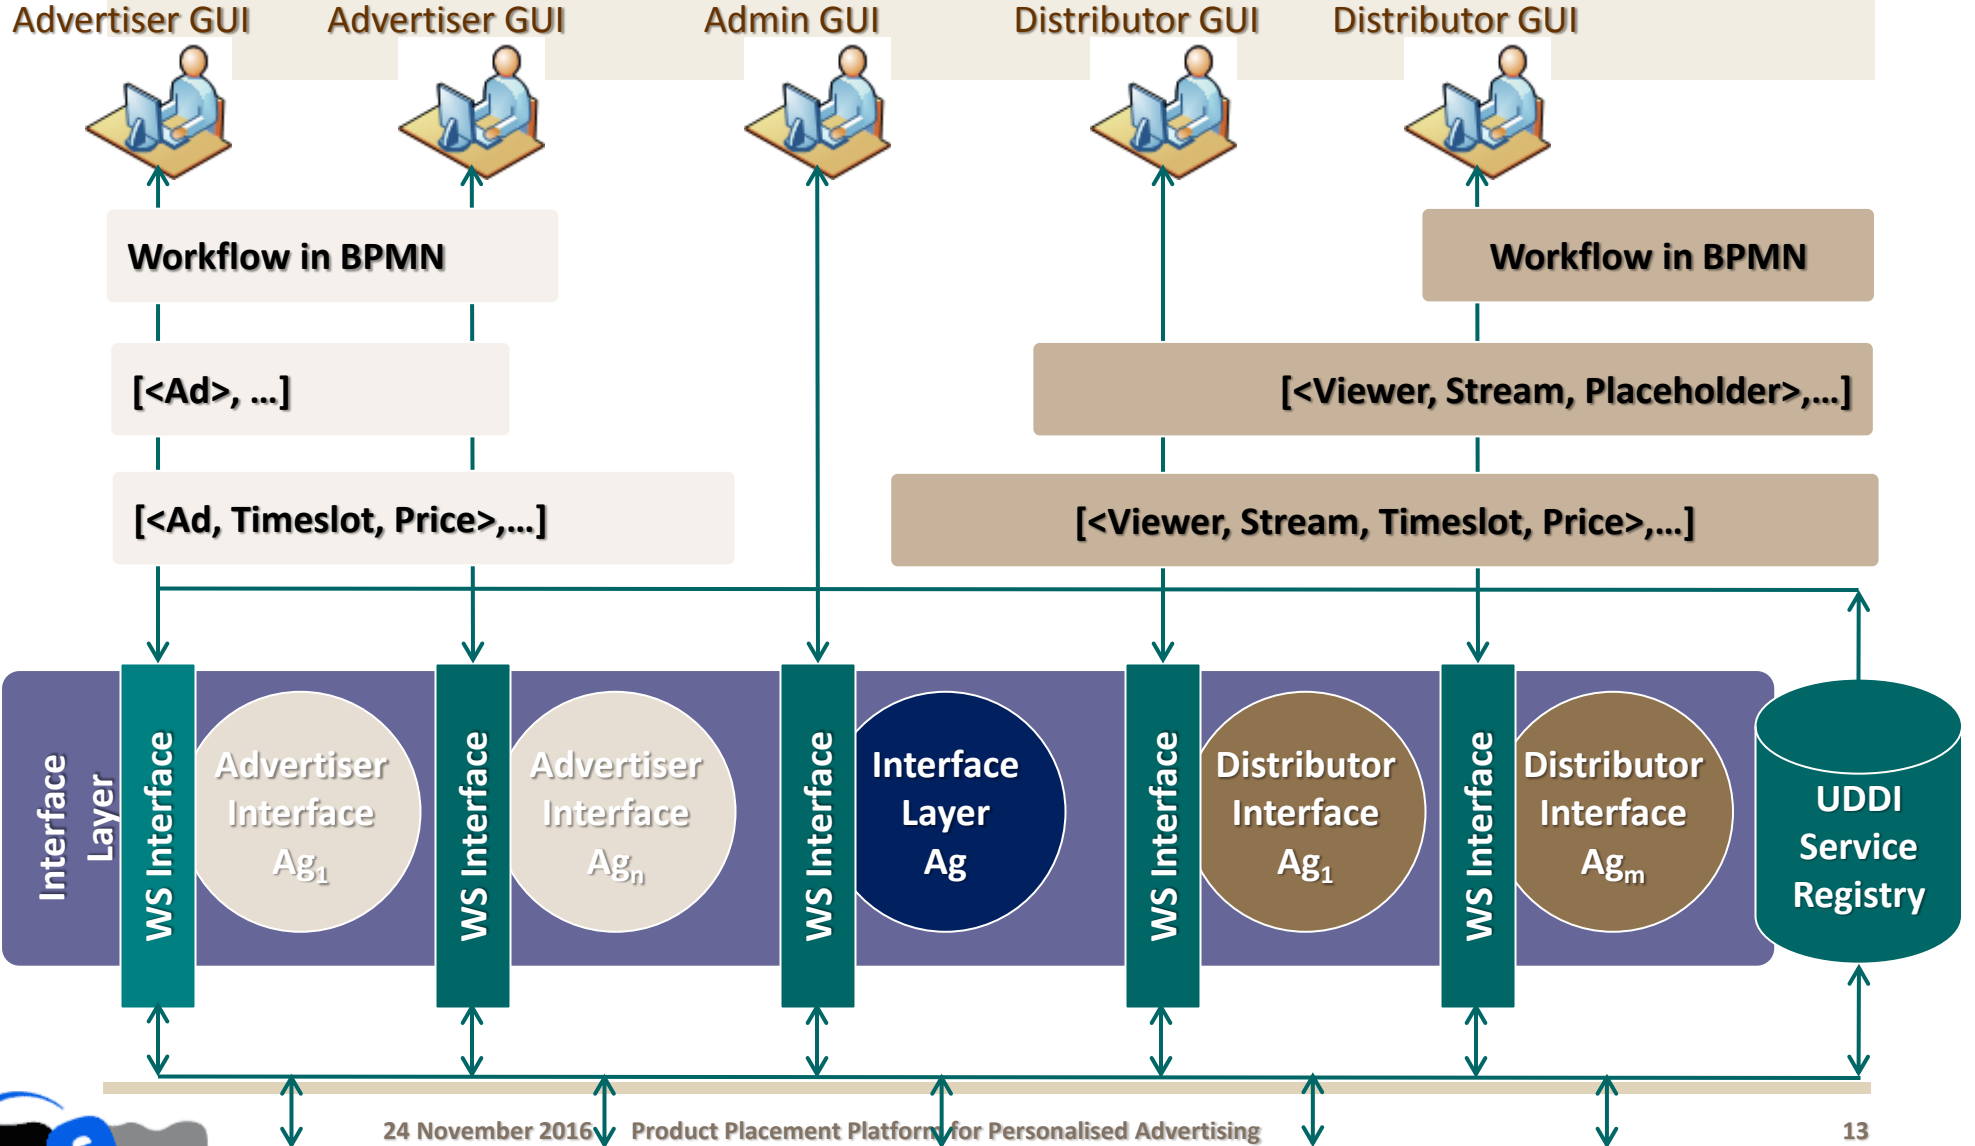 Advertiser GUI
Advertiser GUI
Admin GUI
Distributor GUI
Distributor GUI
Workflow in BPMN
Workflow in BPMN
[<Ad>, ...]
[<Viewer, Stream, Placeholder>,...]
[<Ad, Timeslot, Price>,...]
[<Viewer, Stream, Timeslot, Price>,...]
Interface
Layer
WS Interface
Advertiser
Interface
Ag1
WS Interface
Advertiser
Interface
Agn
WS Interface
Interface
Layer
Ag
WS Interface
Distributor
Interface
Ag1
WS Interface
Distributor
Interface
Agm
UDDI
Service
Registry
24 November 2016
Product Placement Platform for Personalised Advertising
13